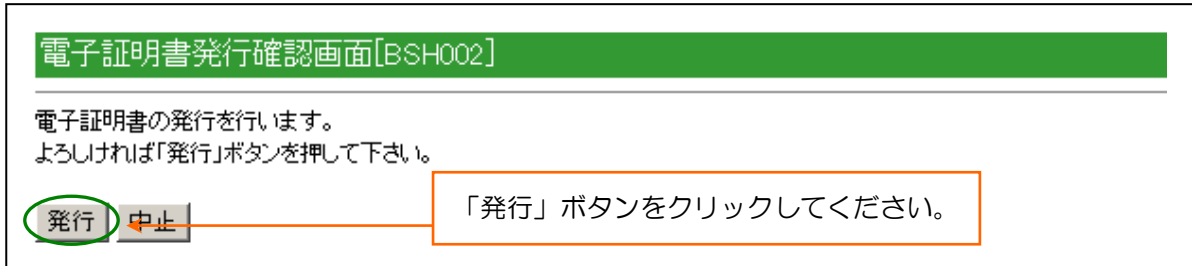 電子証明書発行確認画面[BSH002]
電子証明書の発行を行います。
よろしければ「発行」ボタンを押して下さい。
発行 中止
「発行」ボタンをクリックしてください。